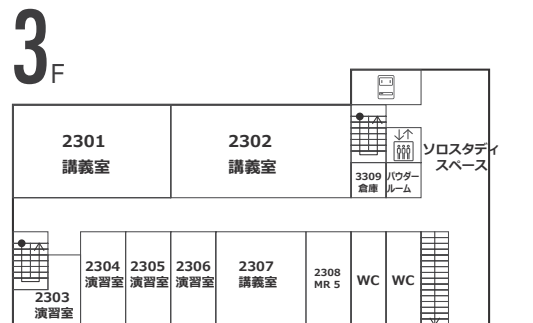 3F
2301
講義室
2302
講義室
3309
倉庫
パウダー
ルーム
ソロスタディ
スペース
2303
演習室
2304
演習室
2305
演習室
2306
演習室
2307
講義室
2308
MR 5
WC
WC